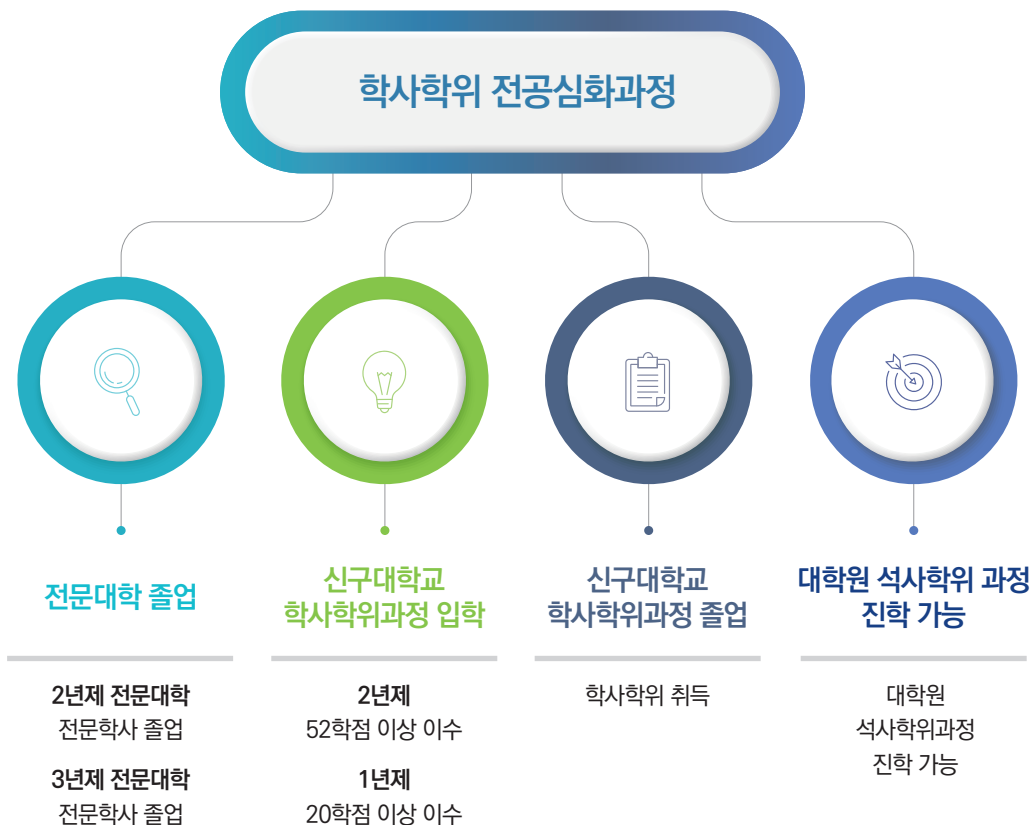 학사학위 전공심화과정
전문대학 졸업
2년제 전문대학
전문학사 졸업
3년제 전문대학
전문학사 졸업
신구대학교
학사학위과정 입학
2년제
52학점 이상 이수
1년제
20학점 이상 이수
신구대학교
학사학위과정 졸업
학사학위 취득
대학원 석사학위 과정
진학 가능
대학원
석사학위과정
진학 가능